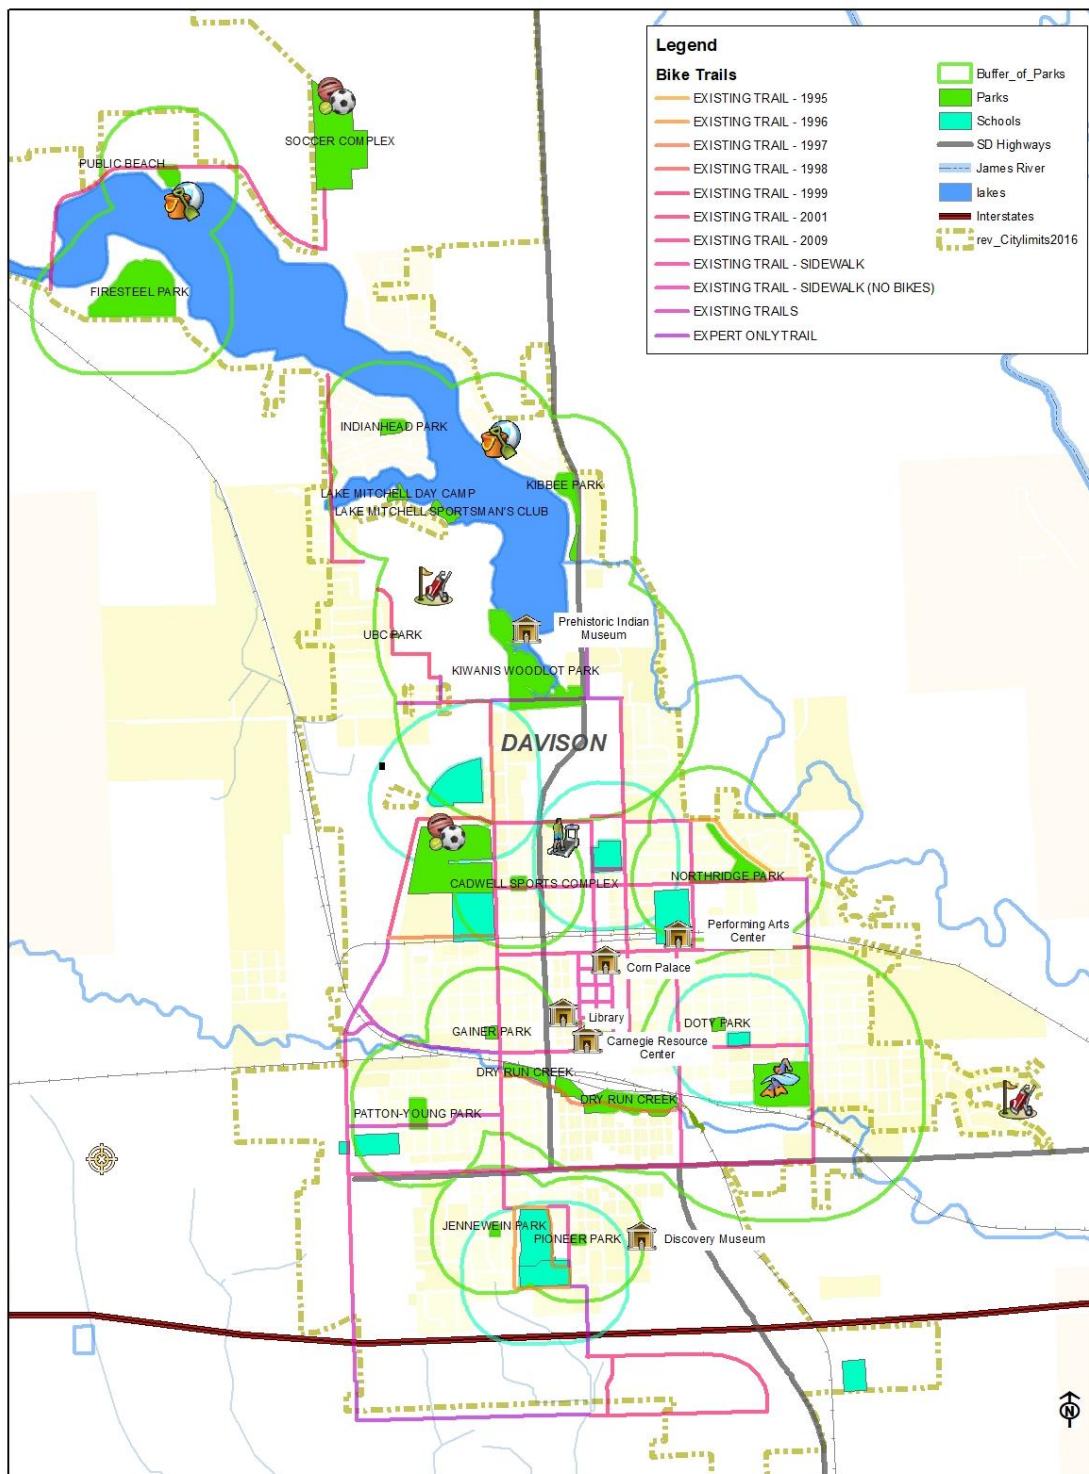 Legend
Bike Trails
EXISTING TRAIL - 1995
EXISTING TRAIL - 1996
EXISTING TRAIL - 1997
EXISTING TRAIL - 1998
EXISTING TRAIL - 1999
EXISTING TRAIL - 2001
EXISTING TRAIL - 2009
EXISTING TRAIL - SIDEWALK
EXISTING TRAIL - SIDEWALK (NO BIKES)
EXISTING TRAILS
EXPERT ONLY TRAIL
Buffer_of_Parks
Parks
Schools
SD Highways
James River
lakes
Interstates
rev_Citylimits2016
SOCCER COMPLEX
PUBLIC BEACH
FIRESTEEL PARK
INDIANHEAD PARK
KIBBEE PARK
LAKE MITCHELL DAY CAMP
LAKE MITCHELL SPORTSMAN'S CLUB
Prehistoric Indian
Museum
UBC PARK
KIWANIS WOODLOT PARK
DAVISON
NORTHRIDGE PARK
CADWELL SPORTS COMPLEX
Performing Arts
Center
Corn Palace
Library
DOTY PARK
GAINER PARK
Carnegie Resource
Center
DRY RUN CREEK
DRY RUN CREEK
PATTON-YOUNG PARK
JENNEWEIN PARK
PIONEER PARK
Discovery Museum
N